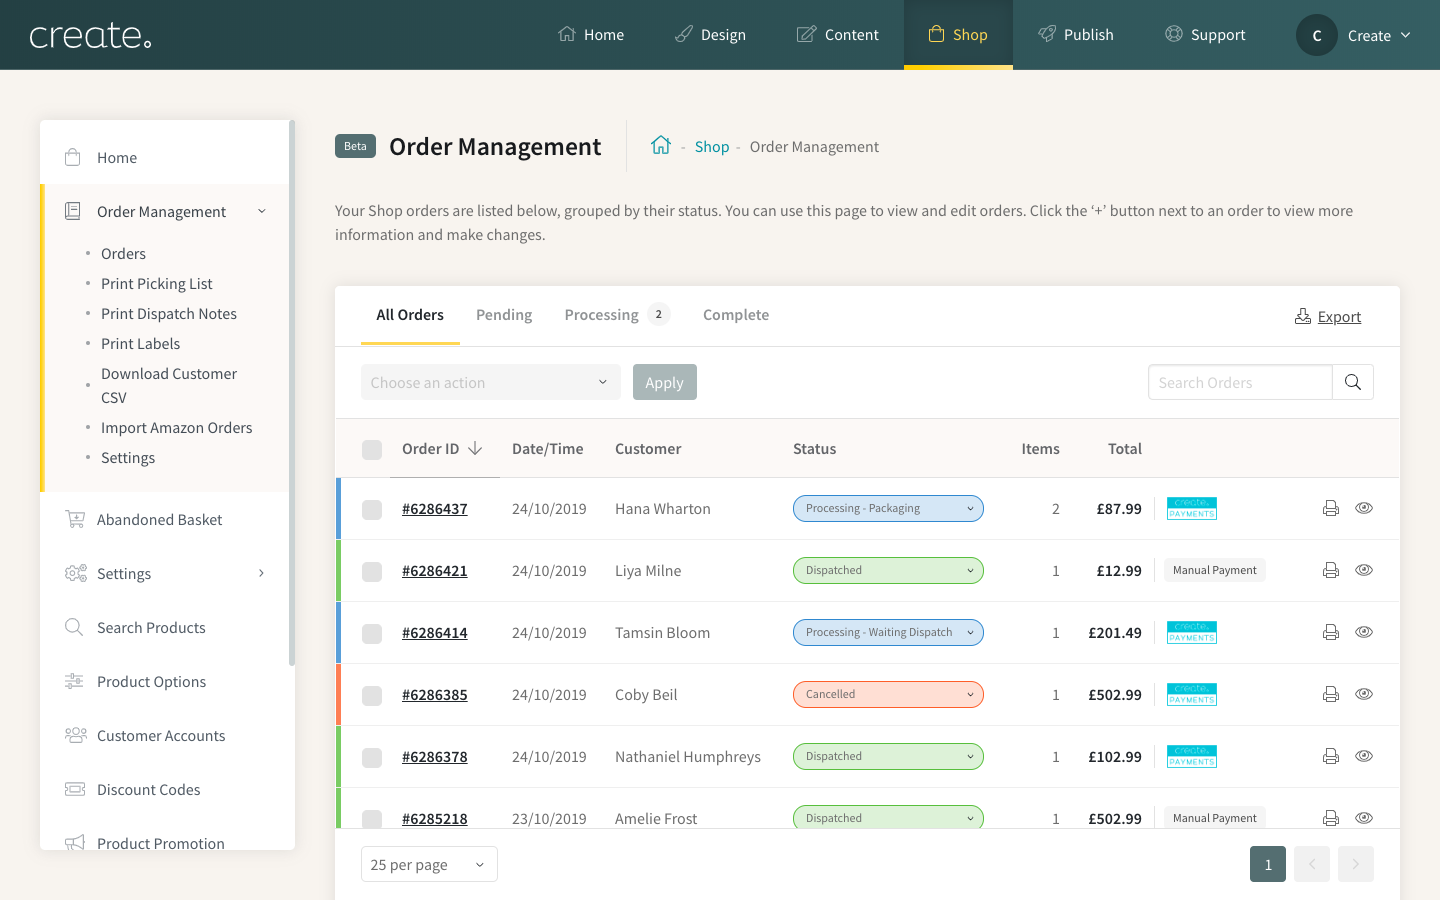 create.
Home
Design
Content
Shop
Publish
Support
C
Create
Home
Order Management
Orders
Print Picking List
Print Dispatch Notes
Print Labels
Download Customer
CSV
Import Amazon Orders
Settings
Abandoned Basket
Settings
Search Products
Product Options
Customer Accounts
Discount Codes
Product Promotion
Beta
Order Management
- Shop - Order Management
Your Shop orders are listed below, grouped by their status. You can use this page to view and edit orders. Click the ‘+’ button next to an order to view more
information and make changes.
All Orders
Pending
Processing 2
Complete
Export
Choose an action
Apply
Search Orders
Order ID Date/Time Customer Status Items Total
#6286437 24/10/2019 Hana Wharton Processing - Packaging 2 £87.99 create. PAYMENTS
#6286421 24/10/2019 Liya Milne Dispatched 1 £12.99 Manual Payment
#6286414 24/10/2019 Tamsin Bloom Processing - Waiting Dispatch 1 £201.49 create. PAYMENTS
#6286385 24/10/2019 Coby Beil Cancelled 1 £502.99 create. PAYMENTS
#6286378 24/10/2019 Nathaniel Humphreys Dispatched 1 £102.99 create. PAYMENTS
#6285218 23/10/2019 Amelie Frost Dispatched 1 £502.99 Manual Payment
25 per page
1